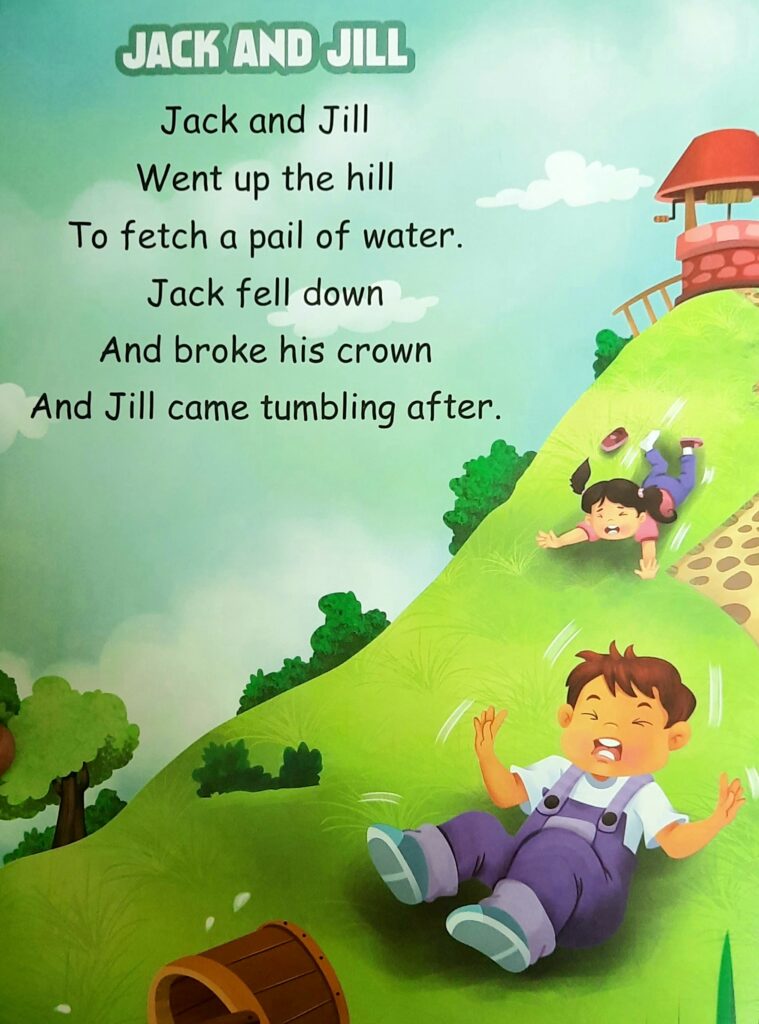 JACK AND JILL
Jack and Jill
Went up the hill
To fetch a pail of water.
Jack fell down
And broke his crown
And Jill came tumbling after.